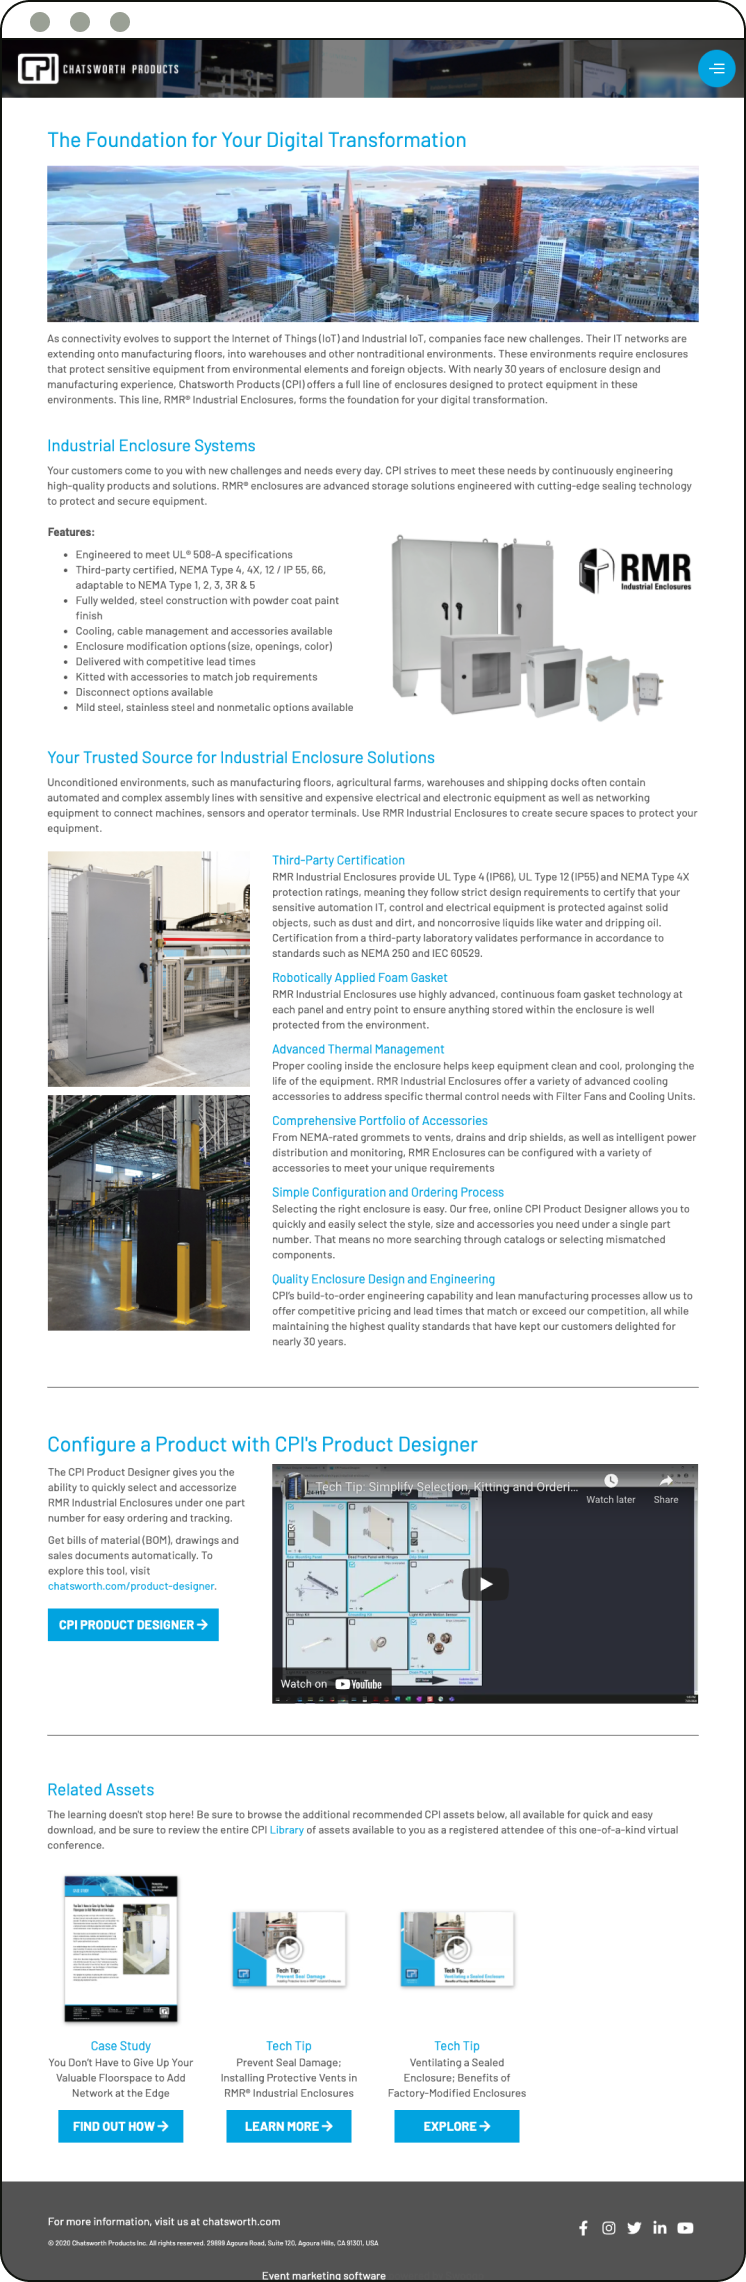 CPI CHATSWORTH PRODUCTS
The Foundation for Your Digital Transformation
As connectivity evolves to support the Internet of Things (IoT) and Industrial IoT, companies face new challenges. Their IT networks are
extending onto manufacturing floors, into warehouses and other nontraditional environments. These environments require enclosures
that protect sensitive equipment from environmental elements and foreign objects. With nearly 30 years of enclosure design and
manufacturing experience, Chatsworth Products (CPI) offers a full line of enclosures designed to protect equipment in these
environments. This line, RMR® Industrial Enclosures, forms the foundation for your digital transformation.
Industrial Enclosure Systems
Your customers come to you with new challenges and needs every day. CPI strives to meet these needs by continuously engineering
high-quality products and solutions. RMR® enclosures are advanced storage solutions engineered with cutting-edge sealing technology
to protect and secure equipment.
Features:
• Engineered to meet UL® 508-A specifications
• Third-party certified, NEMA Type 4, 4X, 12 / IP 55, 66,
adaptable to NEMA Type 1, 2, 3, 3R & 5
• Fully welded, steel construction with powder coat paint
finish
• Cooling, cable management and accessories available
• Enclosure modification options (size, openings, color)
• Delivered with competitive lead times
• Kitted with accessories to match job requirements
• Disconnect options available
• Mild steel, stainless steel and nonmetalic options available
RMR
Industrial Enclosures
Your Trusted Source for Industrial Enclosure Solutions
Unconditioned environments, such as manufacturing floors, agricultural farms, warehouses and shipping docks often contain
automated and complex assembly lines with sensitive and expensive electrical and electronic equipment as well as networking
equipment to connect machines, sensors and operator terminals. Use RMR Industrial Enclosures to create secure spaces to protect your
equipment.
Third-Party Certification
RMR Industrial Enclosures provide UL Type 4 (IP66), UL Type 12 (IP55) and NEMA Type 4X
protection ratings, meaning they follow strict design requirements to certify that your
sensitive automation IT, control and electrical equipment is protected against solid
objects, such as dust and dirt, and noncorrosive liquids like water and dripping oil.
Certification from a third-party laboratory validates performance in accordance to
standards such as NEMA 250 and IEC 60529.
Robotically Applied Foam Gasket
RMR Industrial Enclosures use highly advanced, continuous foam gasket technology at
each panel and entry point to ensure anything stored within the enclosure is well
protected from the environment.
Advanced Thermal Management
Proper cooling inside the enclosure helps keep equipment clean and cool, prolonging the
life of the equipment. RMR Industrial Enclosures offer a variety of advanced cooling
accessories to address specific thermal control needs with Filter Fans and Cooling Units.
Comprehensive Portfolio of Accessories
From NEMA-rated grommets to vents, drains and drip shields, as well as intelligent power
distribution and monitoring, RMR Enclosures can be configured with a variety of
accessories to meet your unique requirements
Simple Configuration and Ordering Process
Selecting the right enclosure is easy. Our free, online CPI Product Designer allows you to
quickly and easily select the style, size and accessories you need under a single part
number. That means no more searching through catalogs or selecting mismatched
components.
Quality Enclosure Design and Engineering
CPI's build-to-order engineering capability and lean manufacturing processes allow us to
offer competitive pricing and lead times that match or exceed our competition, all while
maintaining the highest quality standards that have kept our customers delighted for
nearly 30 years.
Configure a Product with CPI's Product Designer
The CPI Product Designer gives you the
ability to quickly select and accessorize
RMR Industrial Enclosures under one part
number for easy ordering and tracking.
Get bills of material (BOM), drawings and
sales documents automatically. To
explore this tool, visit
chatsworth.com/product-designer.
CPI PRODUCT DESIGNER →
Tech Tip: Simplify Selection, Kitting and Orderi...
Watch later
Share
Watch on YouTube
Related Assets
The learning doesn't stop here! Be sure to browse the additional recommended CPI assets below, all available for quick and easy
download, and be sure to review the entire CPI Library of assets available to you as a registered attendee of this one-of-a-kind virtual
conference.
CASE STUDY
Tech Tip:
Prevent Seal Damage
Tech Tip:
Ventilating a Sealed Enclosure
Case Study
You Don't Have to Give Up Your
Valuable Floorspace to Add
Network at the Edge
FIND OUT HOW →
Tech Tip
Prevent Seal Damage;
Installing Protective Vents in
RMR® Industrial Enclosures
LEARN MORE →
Tech Tip
Ventilating a Sealed
Enclosure; Benefits of
Factory-Modified Enclosures
EXPLORE →
For more information, visit us at chatsworth.com
© 2020 Chatsworth Products Inc. All rights reserved. 29899 Agoura Road, Suite 120, Agoura Hills, CA 91301, USA
Event marketing software